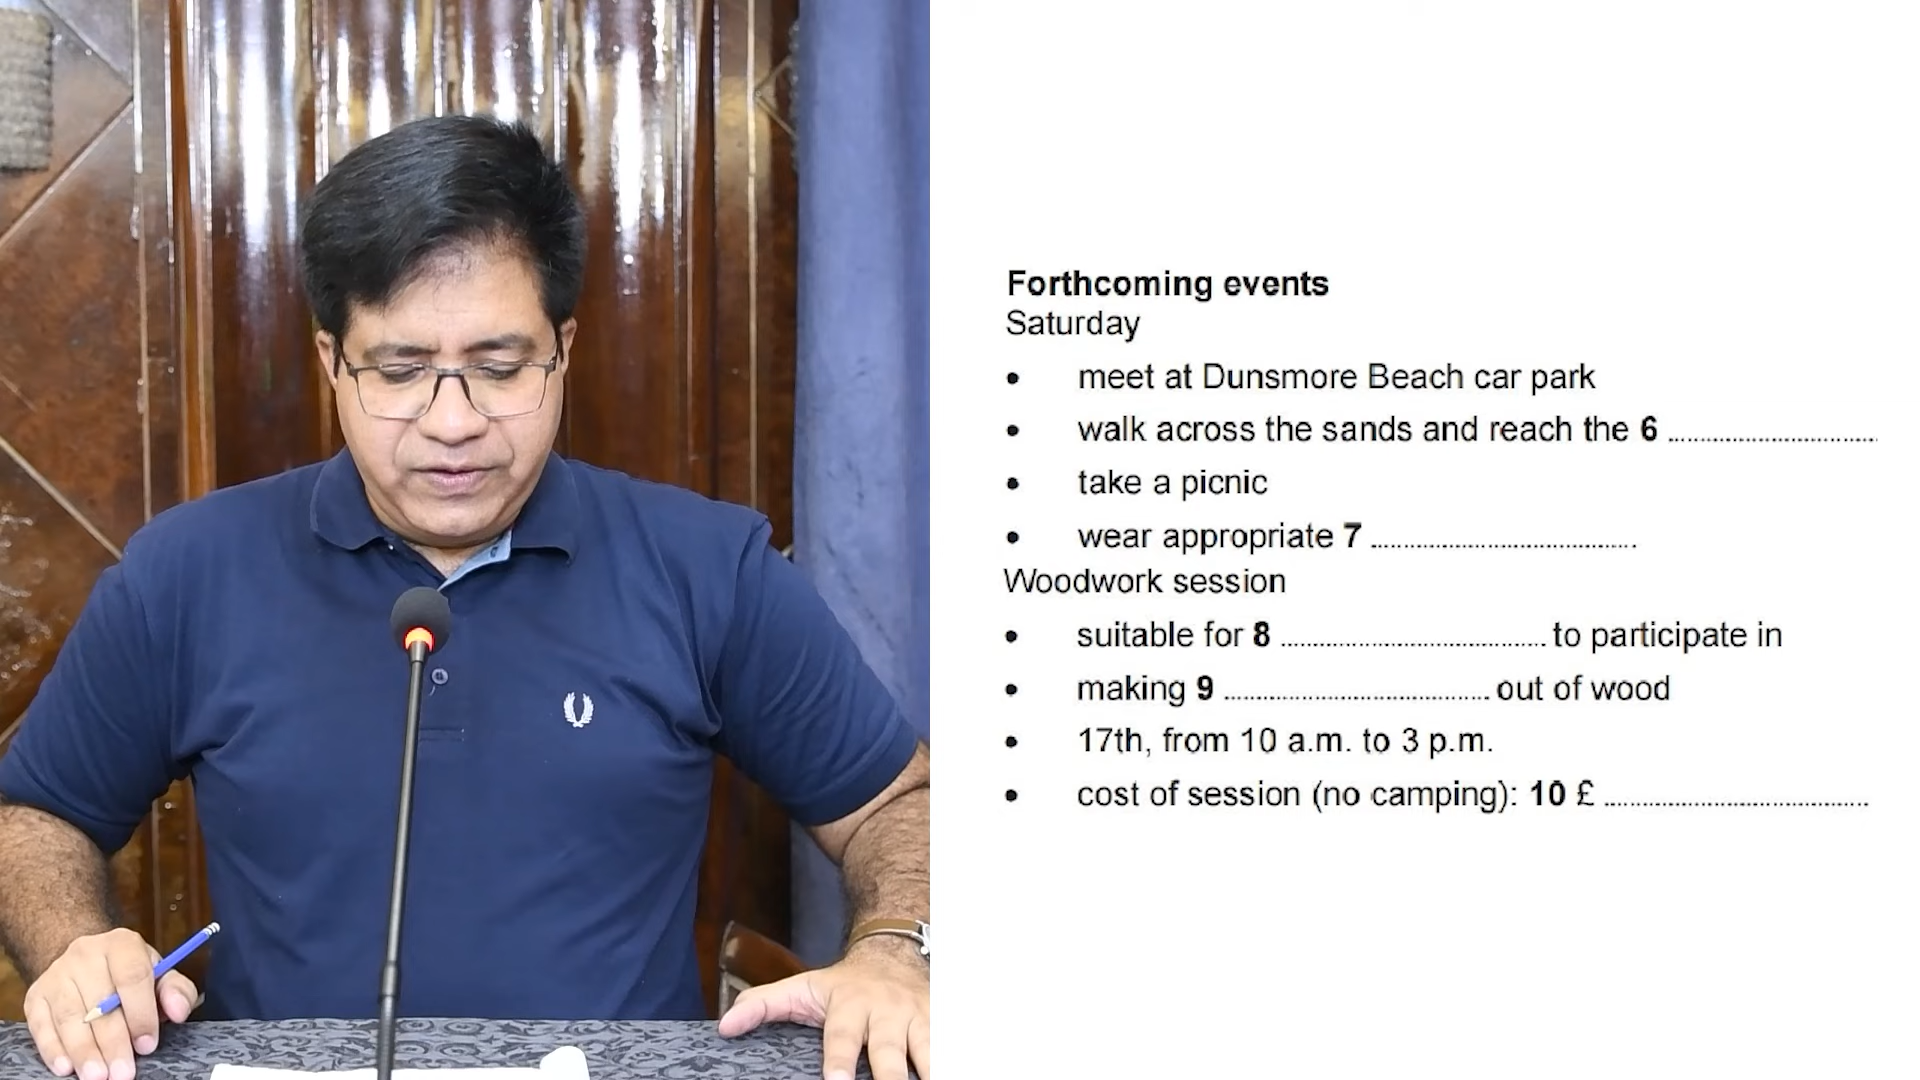 Forthcoming events
Saturday
• meet at Dunsmore Beach car park
• walk across the sands and reach the 6 ....................
• take a picnic
• wear appropriate 7 ....................
Woodwork session
• suitable for 8 .................... to participate in
• making 9 .................... out of wood
• 17th, from 10 a.m. to 3 p.m.
• cost of session (no camping): 10 £ ....................